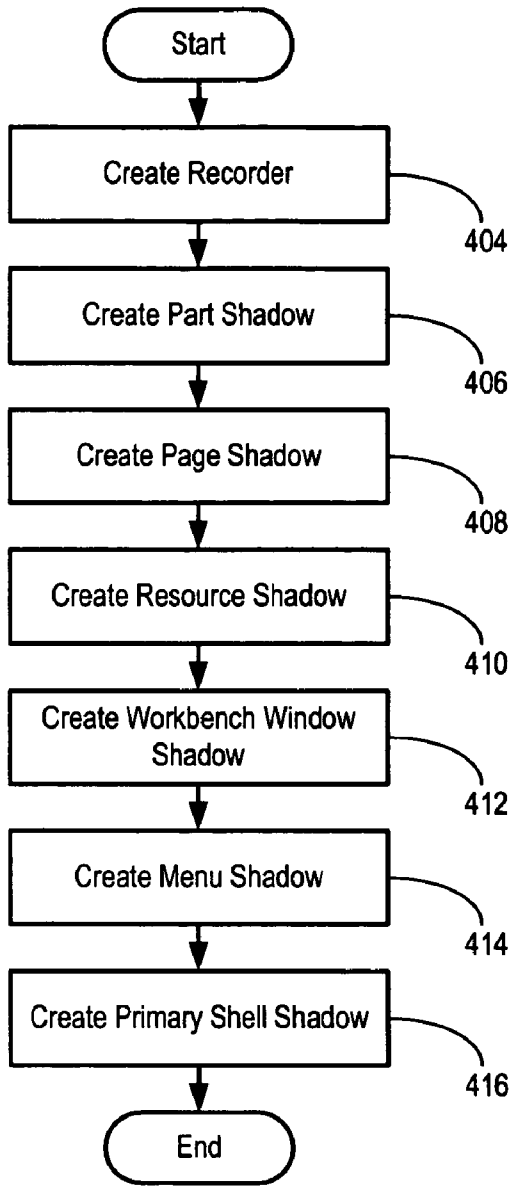 Start
Create Recorder
404
Create Part Shadow
406
Create Page Shadow
408
Create Resource Shadow
410
Create Workbench Window
Shadow
412
Create Menu Shadow
414
Create Primary Shell Shadow
416
End